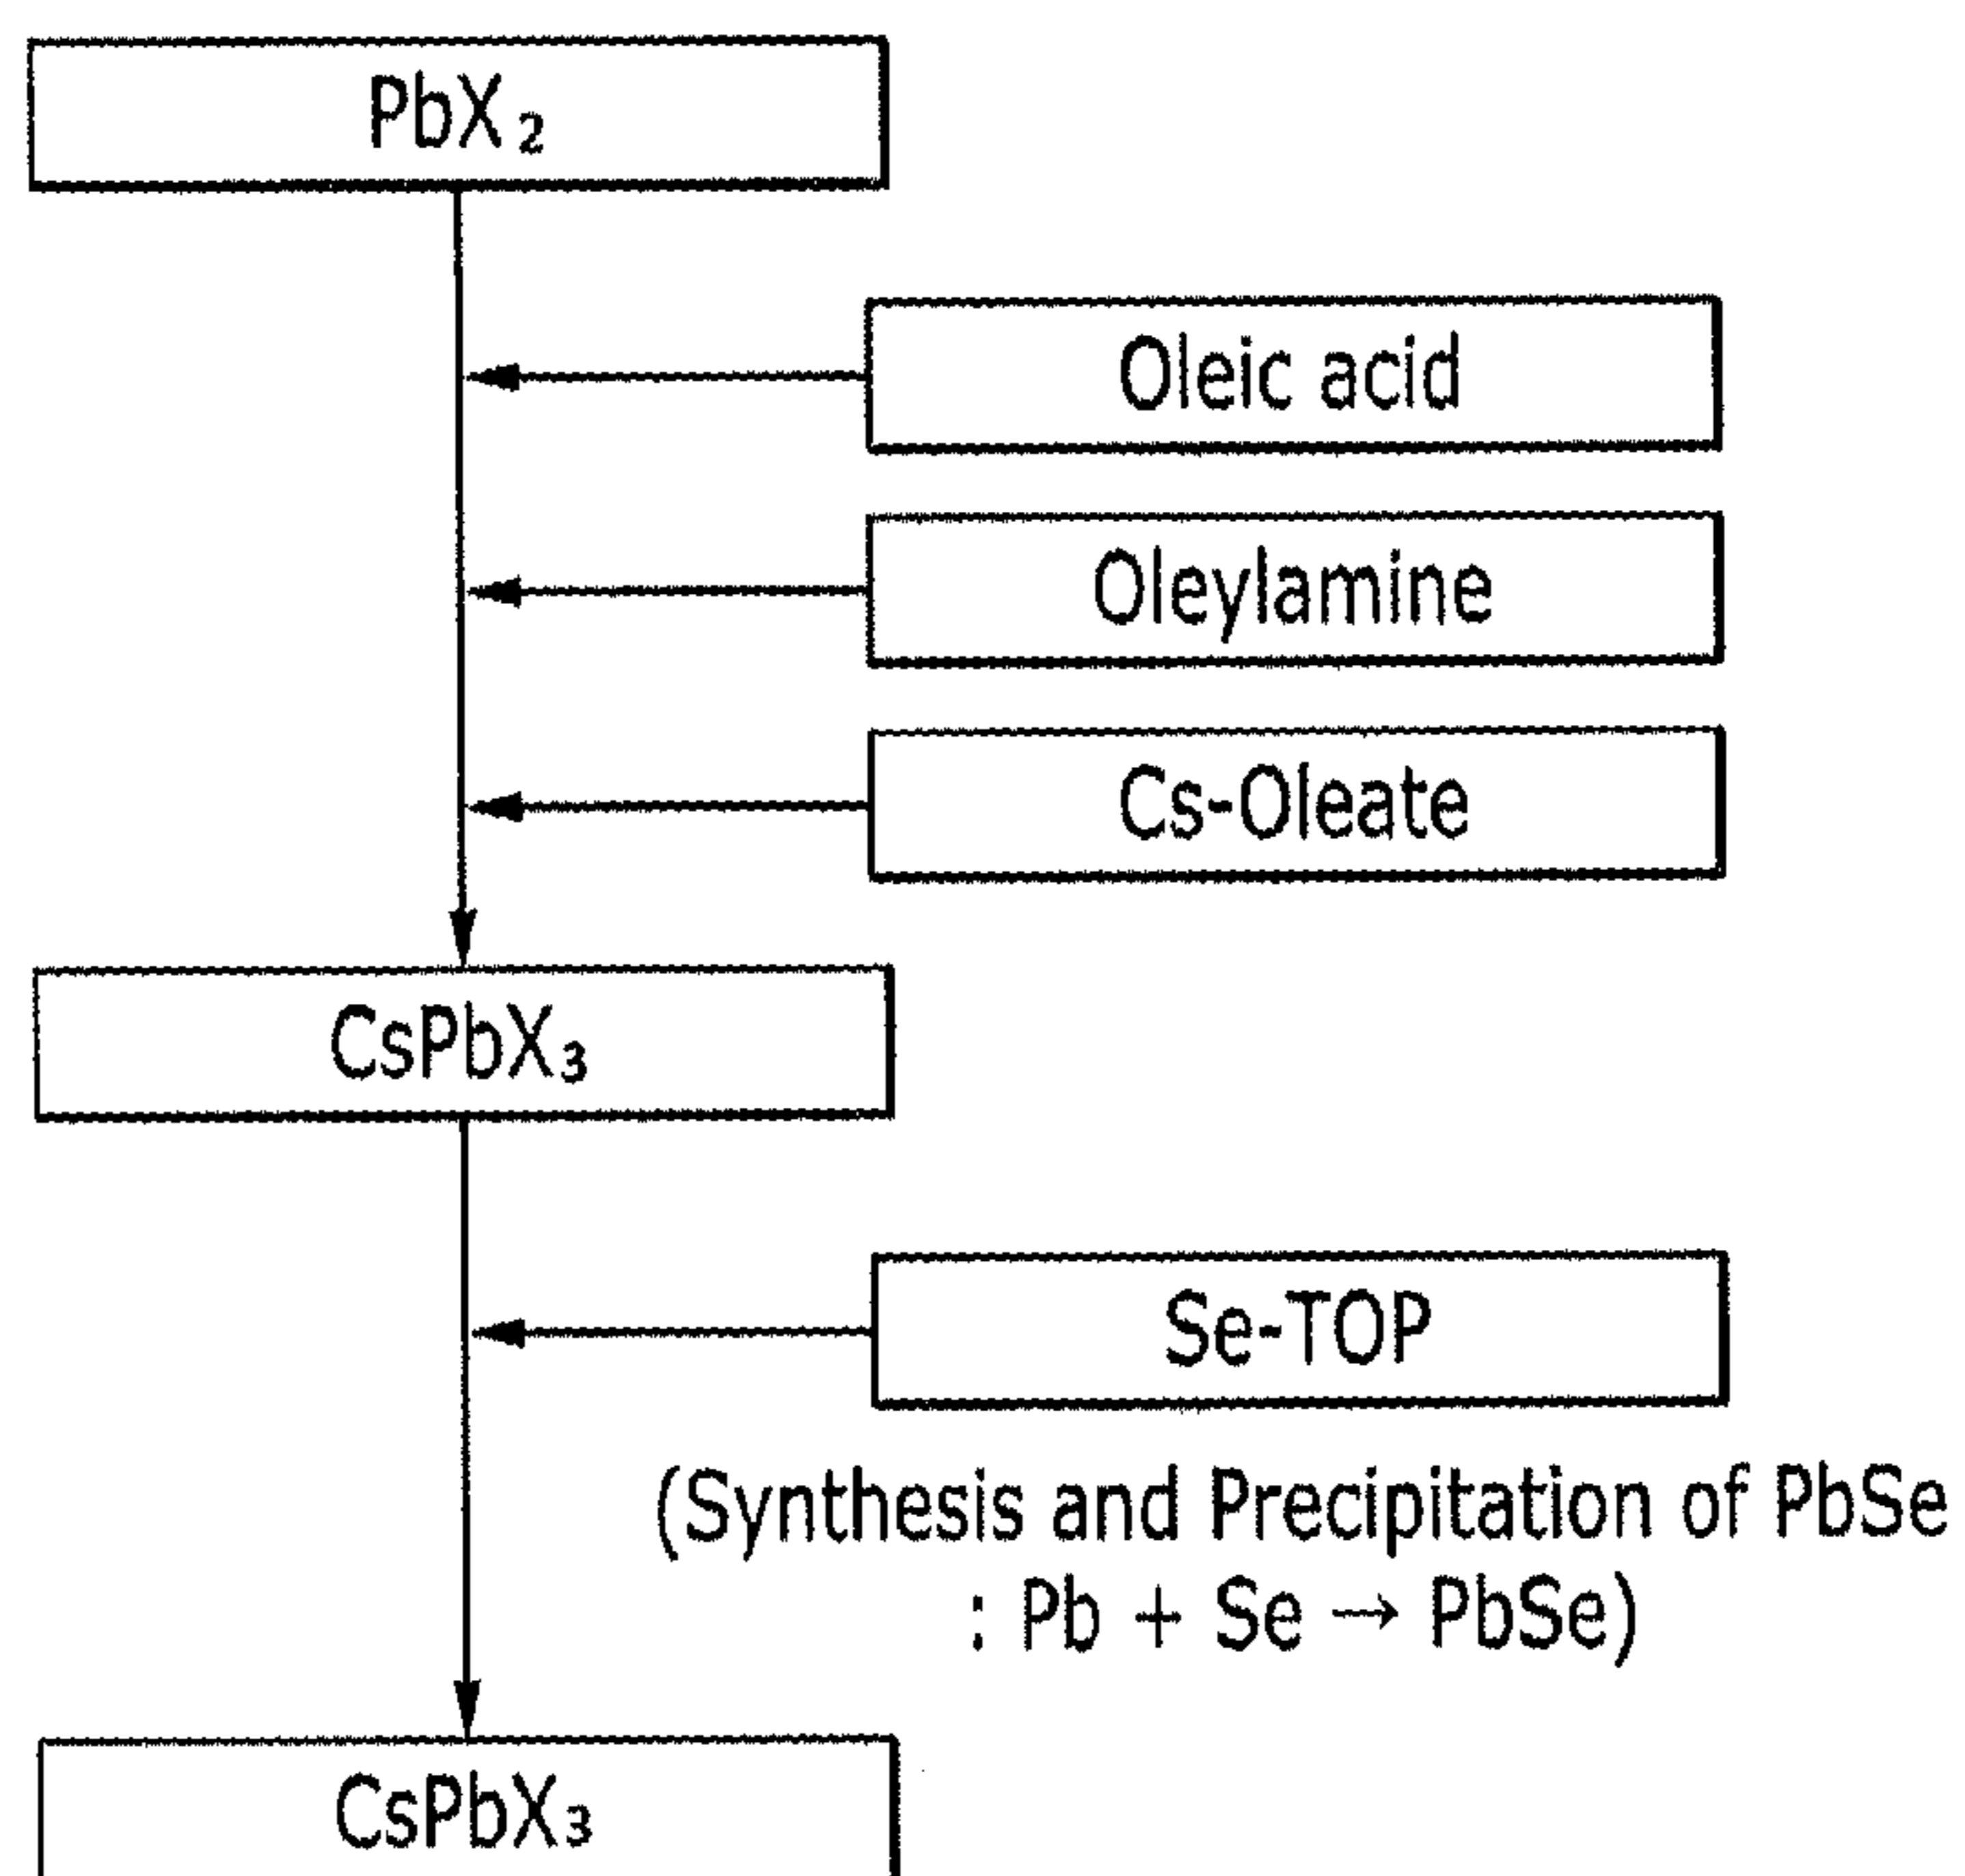 PbX₂
Oleic acid
Oleylamine
Cs-Oleate
CsPbX₃
Se-TOP
(Synthesis and Precipitation of PbSe
: Pb + Se → PbSe)
CsPbX₃